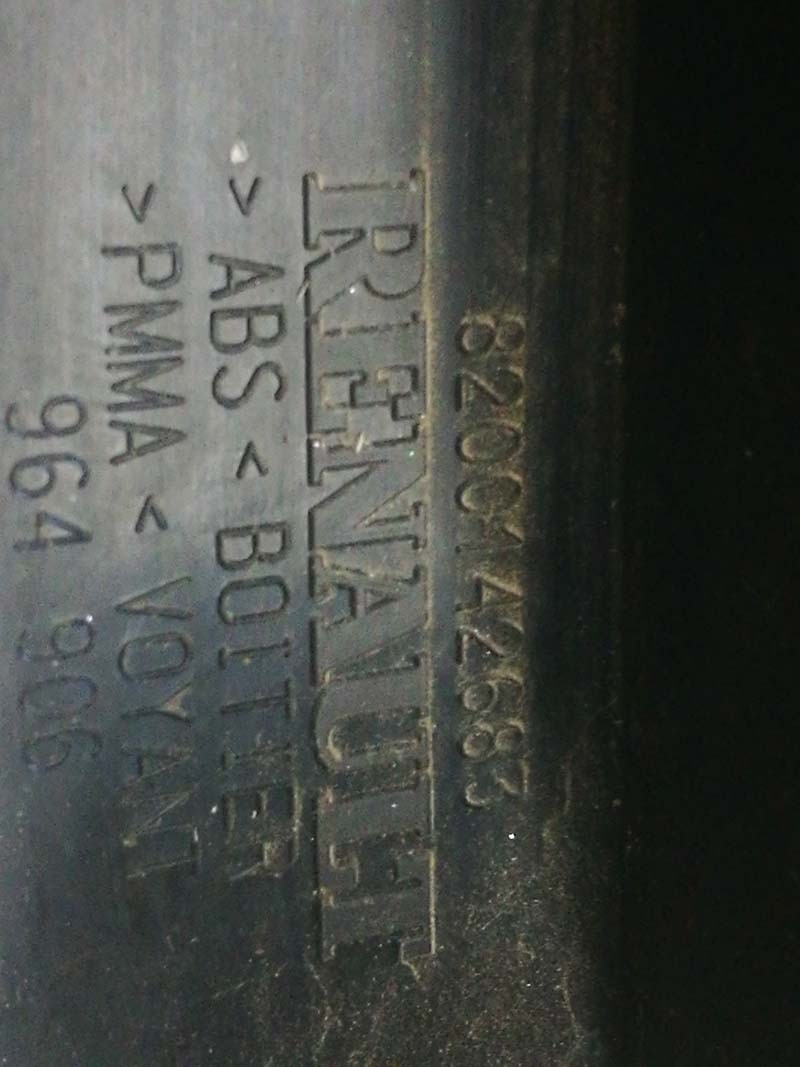 8200142683
RENAULT
>ABS< BOITIER
>PMMA< VOYANT
964 906